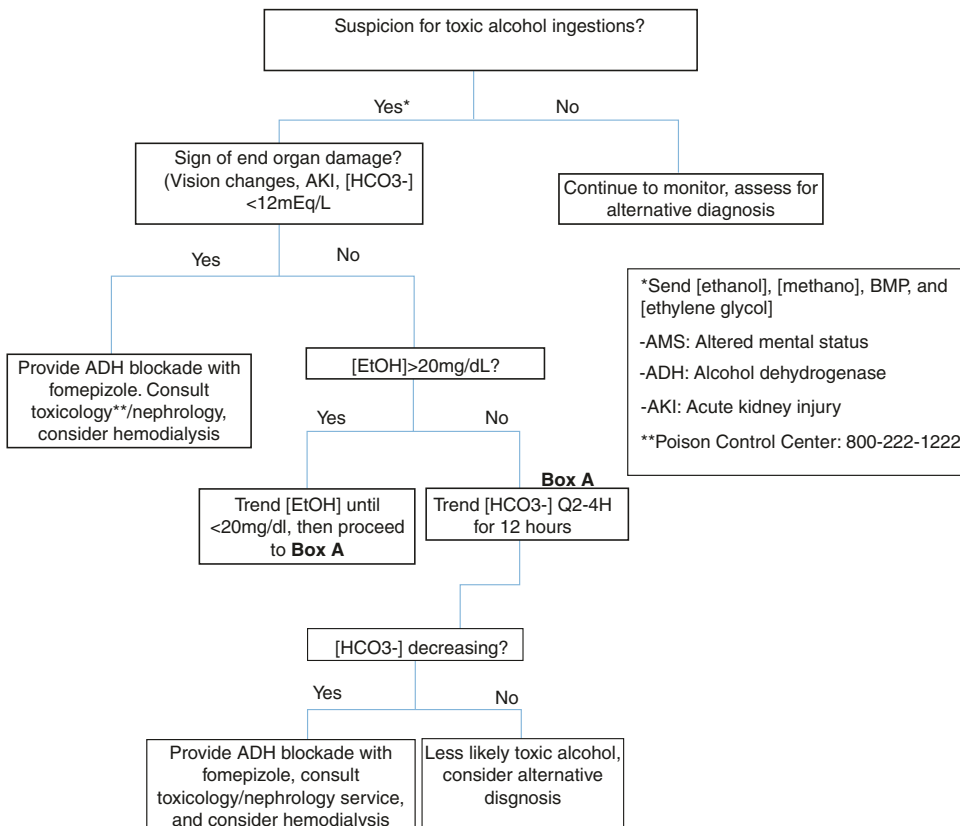 Suspicion for toxic alcohol ingestions?
Yes*
No
Sign of end organ damage?
(Vision changes, AKI, [HCO3-]
<12mEq/L
Continue to monitor, assess for
alternative diagnosis
Yes
No
*Send [ethanol], [methano], BMP, and
[ethylene glycol]
-AMS: Altered mental status
-ADH: Alcohol dehydrogenase
-AKI: Acute kidney injury
**Poison Control Center: 800-222-1222
Provide ADH blockade with
fomepizole. Consult
toxicology**/nephrology,
consider hemodialysis
[EtOH]>20mg/dL?
Yes
No
Trend [EtOH] until
<20mg/dl, then proceed
to Box A
Box A
Trend [HCO3-] Q2-4H
for 12 hours
[HCO3-] decreasing?
Yes
No
Provide ADH blockade with
fomepizole, consult
toxicology/nephrology service,
and consider hemodialysis
Less likely toxic alcohol,
consider alternative
disgnosis